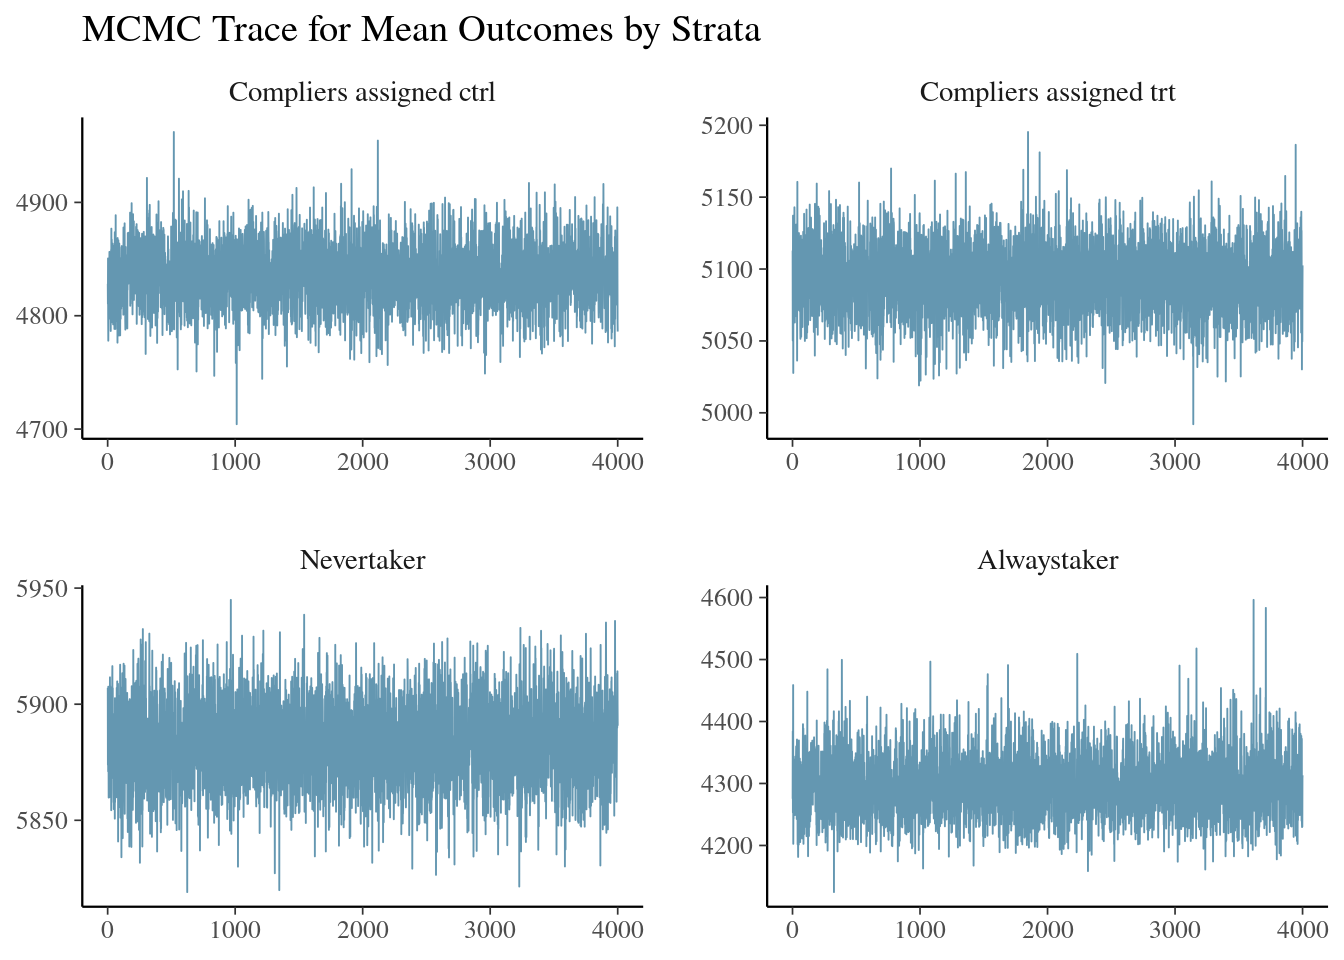 MCMC Trace for Mean Outcomes by Strata
Compliers assigned ctrl
4900
4800
4700
0 1000 2000 3000 4000
Compliers assigned trt
5200
5150
5100
5050
5000
0 1000 2000 3000 4000
Nevertaker
5950
5900
5850
0 1000 2000 3000 4000
Alwaystaker
4600
4500
4400
4300
4200
0 1000 2000 3000 4000